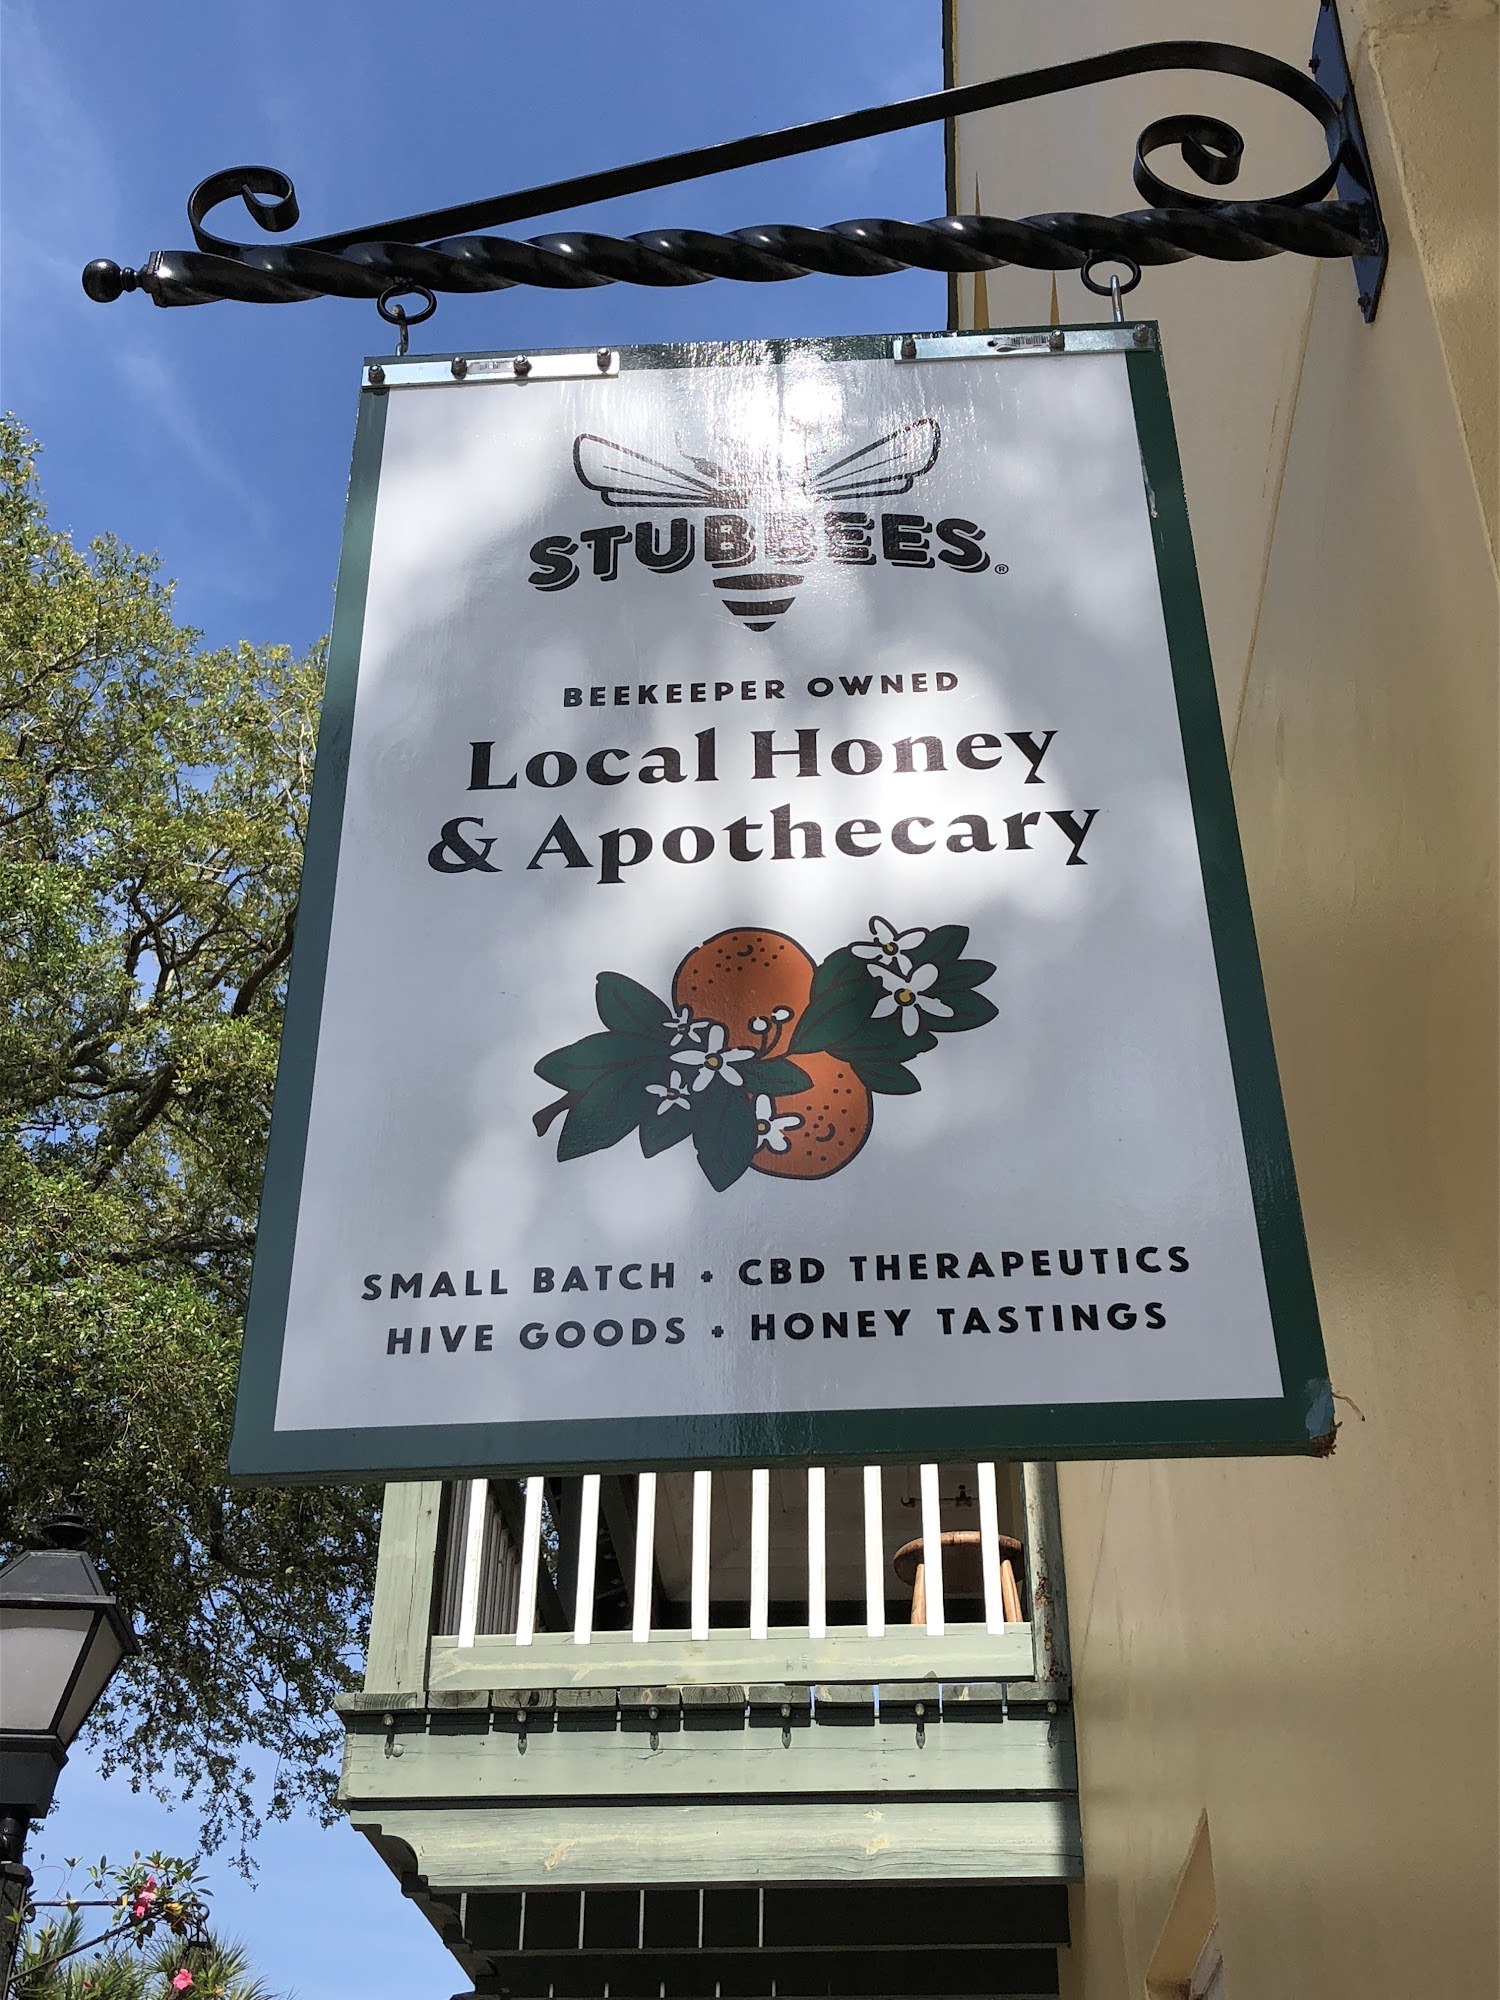 STUBBEES®
BEEKEEPER OWNED
Local Honey
& Apothecary
SMALL BATCH • CBD THERAPEUTICS
HIVE GOODS • HONEY TASTINGS